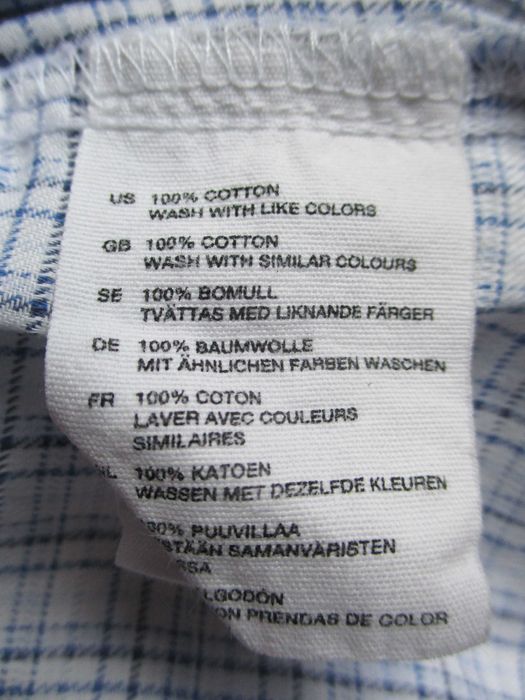 US 100% COTTON
WASH WITH LIKE COLORS
GB 100% COTTON
WASH WITH SIMILAR COLOURS
SE 100% BOMULL
TVÄTTAS MED LIKNANDE FÄRGER
DE 100% BAUMWOLLE
MIT ÄHNLICHEN FARBEN WASCHEN
FR 100% COTON
LAVER AVEC COULEURS
SIMILAIRES
100% KATOEN
WASSEN MET DEZELFDE KLEUREN
PUUVILLAA
SAMANVÄRISTEN
PRENDAS DE COLOR